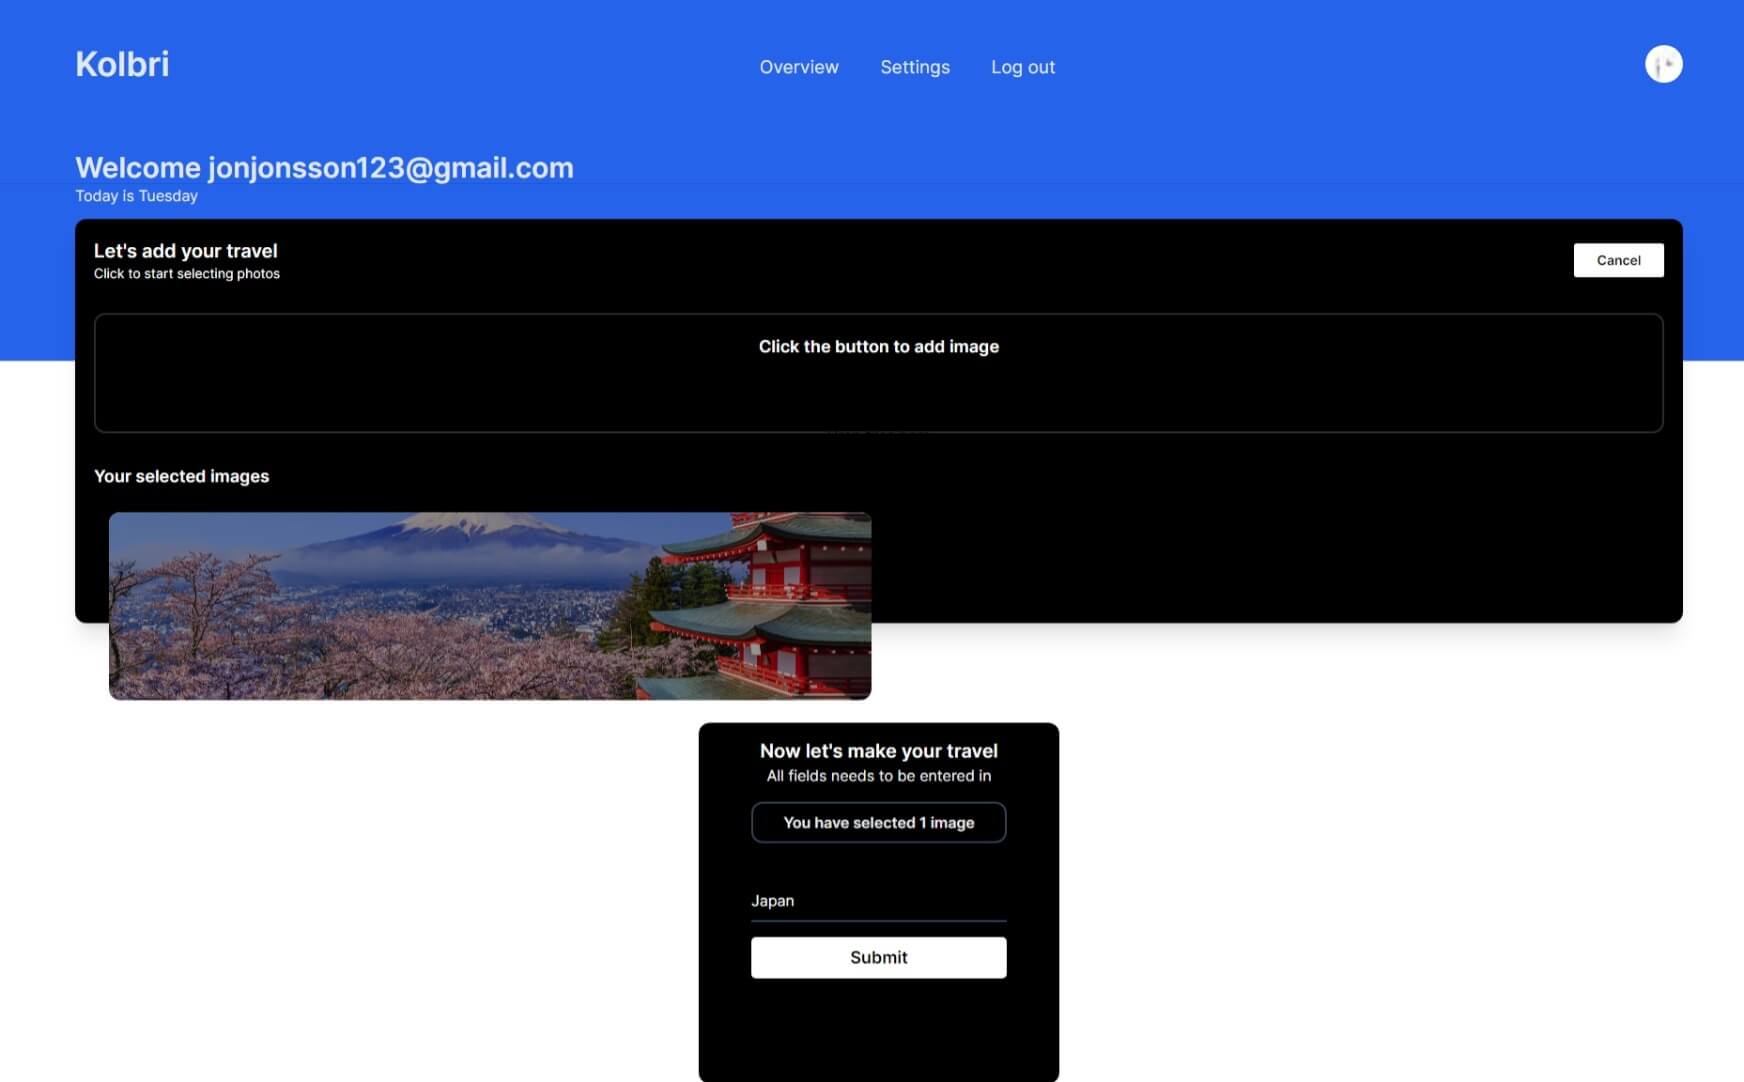 Kolbri
Overview Settings Log out
Welcome jonjonsson123@gmail.com
Today is Tuesday
Let's add your travel
Click to start selecting photos
Cancel
Click the button to add image
Your selected images
Now let's make your travel
All fields needs to be entered in
You have selected 1 image
Japan
Submit